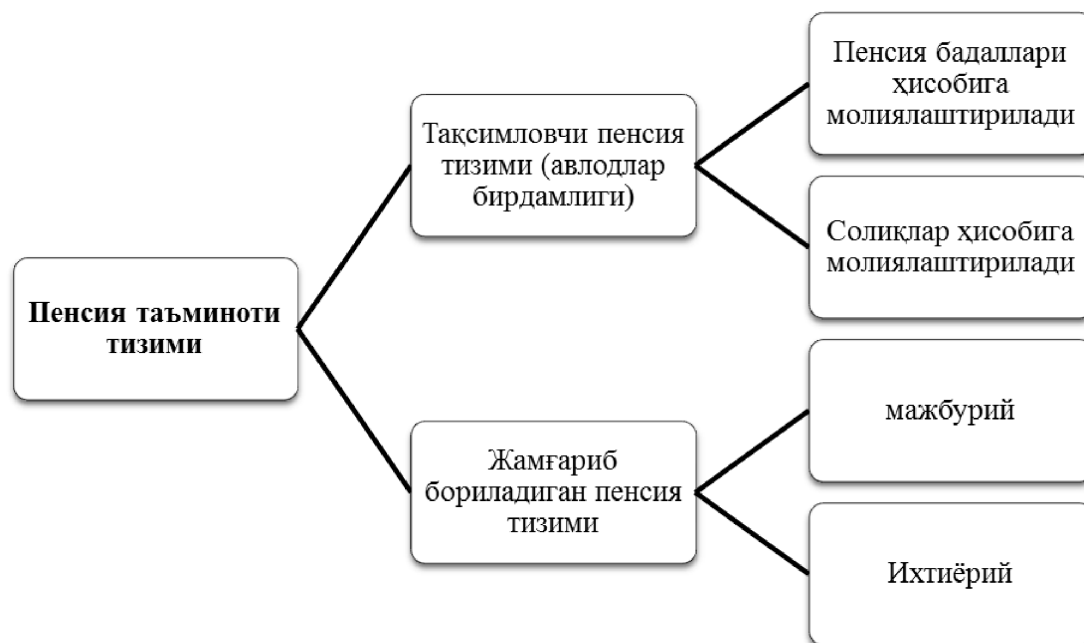 Пенсия таъминоти
тизими
Тақсимловчи пенсия
тизими (авлодлар
бирдамлиги)
Пенсия бадаллари
ҳисобига
молиялаштирилади
Солиқлар ҳисобига
молиялаштирилади
Жамғариб
бориладиган пенсия
тизими
мажбурий
Ихтиёрий